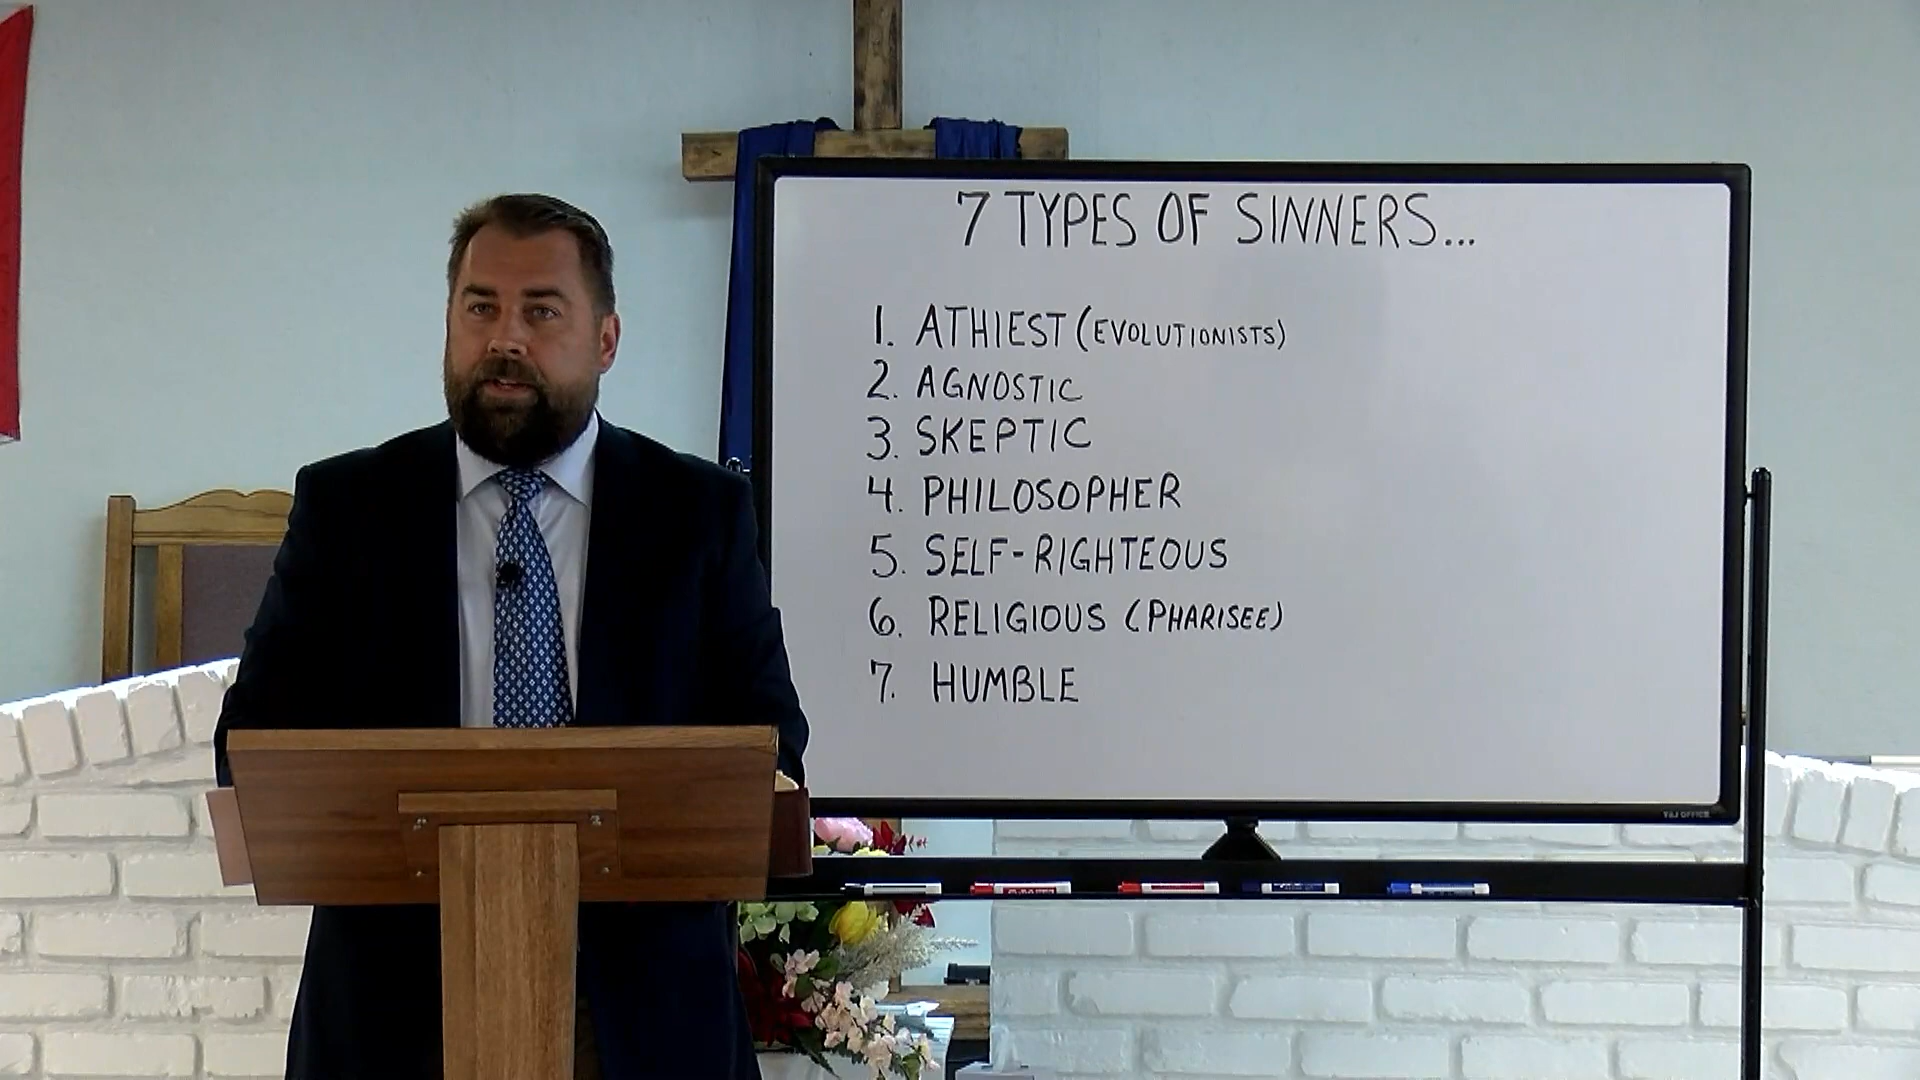 7 TYPES OF SINNERS...
1. ATHIEST (EVOLUTIONISTS)
2. AGNOSTIC
3. SKEPTIC
4. PHILOSOPHER
5. SELF-RIGHTEOUS
6. RELIGIOUS (PHARISEE)
7. HUMBLE